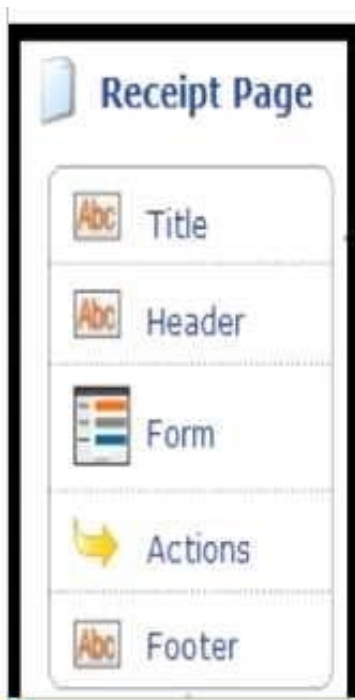 Receipt Page
Abc Title
Abc Header
Form
Actions
Abc Footer